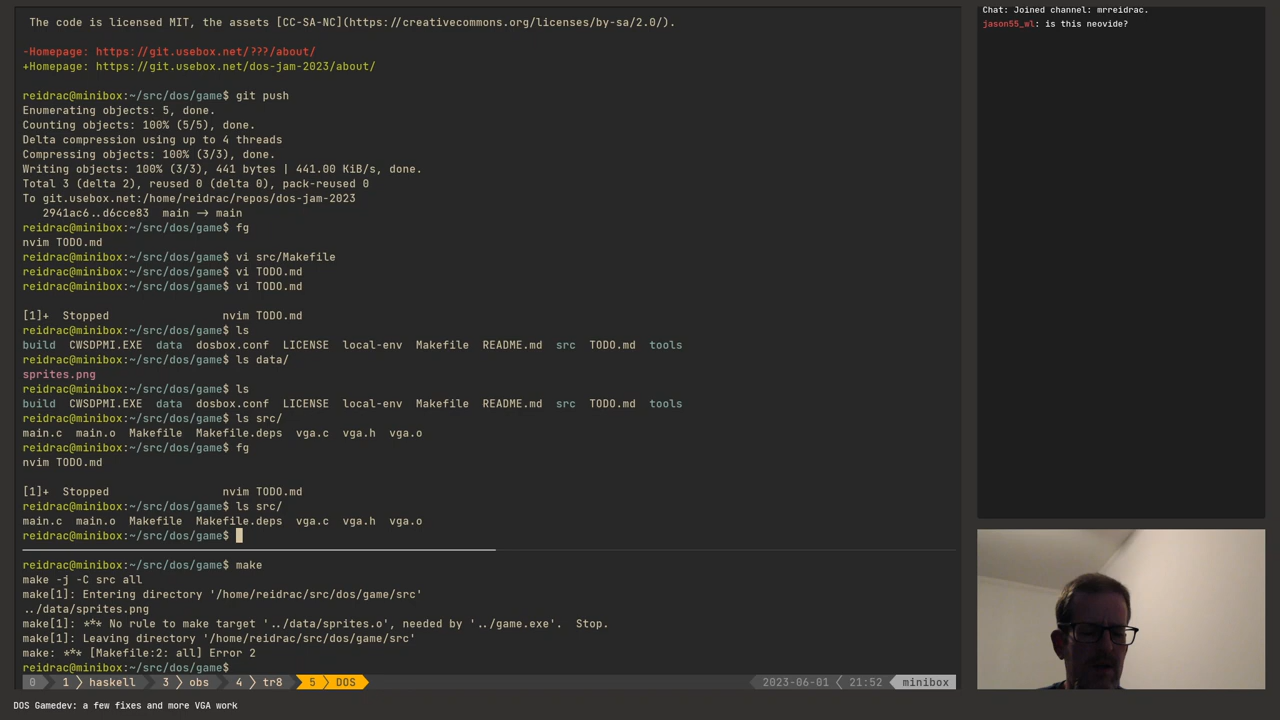 The code is licensed MIT, the assets [CC-SA-NC](https://creativecommons.org/licenses/by-sa/2.0/).
-Homepage: https://git.usebox.net/???/about/
+Homepage: https://git.usebox.net/dos-jam-2023/about/
reidrac@minibox:~/src/dos/game$ git push
Enumerating objects: 5, done.
Counting objects: 100% (5/5), done.
Delta compression using up to 4 threads
Compressing objects: 100% (3/3), done.
Writing objects: 100% (3/3), 441 bytes | 441.00 KiB/s, done.
Total 3 (delta 2), reused 0 (delta 0), pack-reused 0
To git.usebox.net:/home/reidrac/repos/dos-jam-2023
   2941ac6..d6cce83  main -> main
reidrac@minibox:~/src/dos/game$ fg
nvim TODO.md
reidrac@minibox:~/src/dos/game$ vi src/Makefile
reidrac@minibox:~/src/dos/game$ vi TODO.md
reidrac@minibox:~/src/dos/game$ vi TODO.md
[1]+  Stopped                 nvim TODO.md
reidrac@minibox:~/src/dos/game$ ls
build  CWSDPMI.EXE  data  dosbox.conf  LICENSE  local-env  Makefile  README.md  src  TODO.md  tools
reidrac@minibox:~/src/dos/game$ ls data/
sprites.png
reidrac@minibox:~/src/dos/game$ ls
build  CWSDPMI.EXE  data  dosbox.conf  LICENSE  local-env  Makefile  README.md  src  TODO.md  tools
reidrac@minibox:~/src/dos/game$ ls src/
main.c  main.o  Makefile  Makefile.deps  vga.c  vga.h  vga.o
reidrac@minibox:~/src/dos/game$ fg
nvim TODO.md
[1]+  Stopped                 nvim TODO.md
reidrac@minibox:~/src/dos/game$ ls src/
main.c  main.o  Makefile  Makefile.deps  vga.c  vga.h  vga.o
reidrac@minibox:~/src/dos/game$
reidrac@minibox:~/src/dos/game$ make
make -j -C src all
make[1]: Entering directory '/home/reidrac/src/dos/game/src'
../data/sprites.png
make[1]: *** No rule to make target '../data/sprites.o', needed by '../game.exe'.  Stop.
make[1]: Leaving directory '/home/reidrac/src/dos/game/src'
make: *** [Makefile:2: all] Error 2
reidrac@minibox:~/src/dos/game$
0 1 haskell 3 obs 4 tr8 5 DOS 2023-06-01 21:52 minibox
Chat: Joined channel: mrreidrac.
jason55_wl: is this neovide?
DOS Gamedev: a few fixes and more VGA work